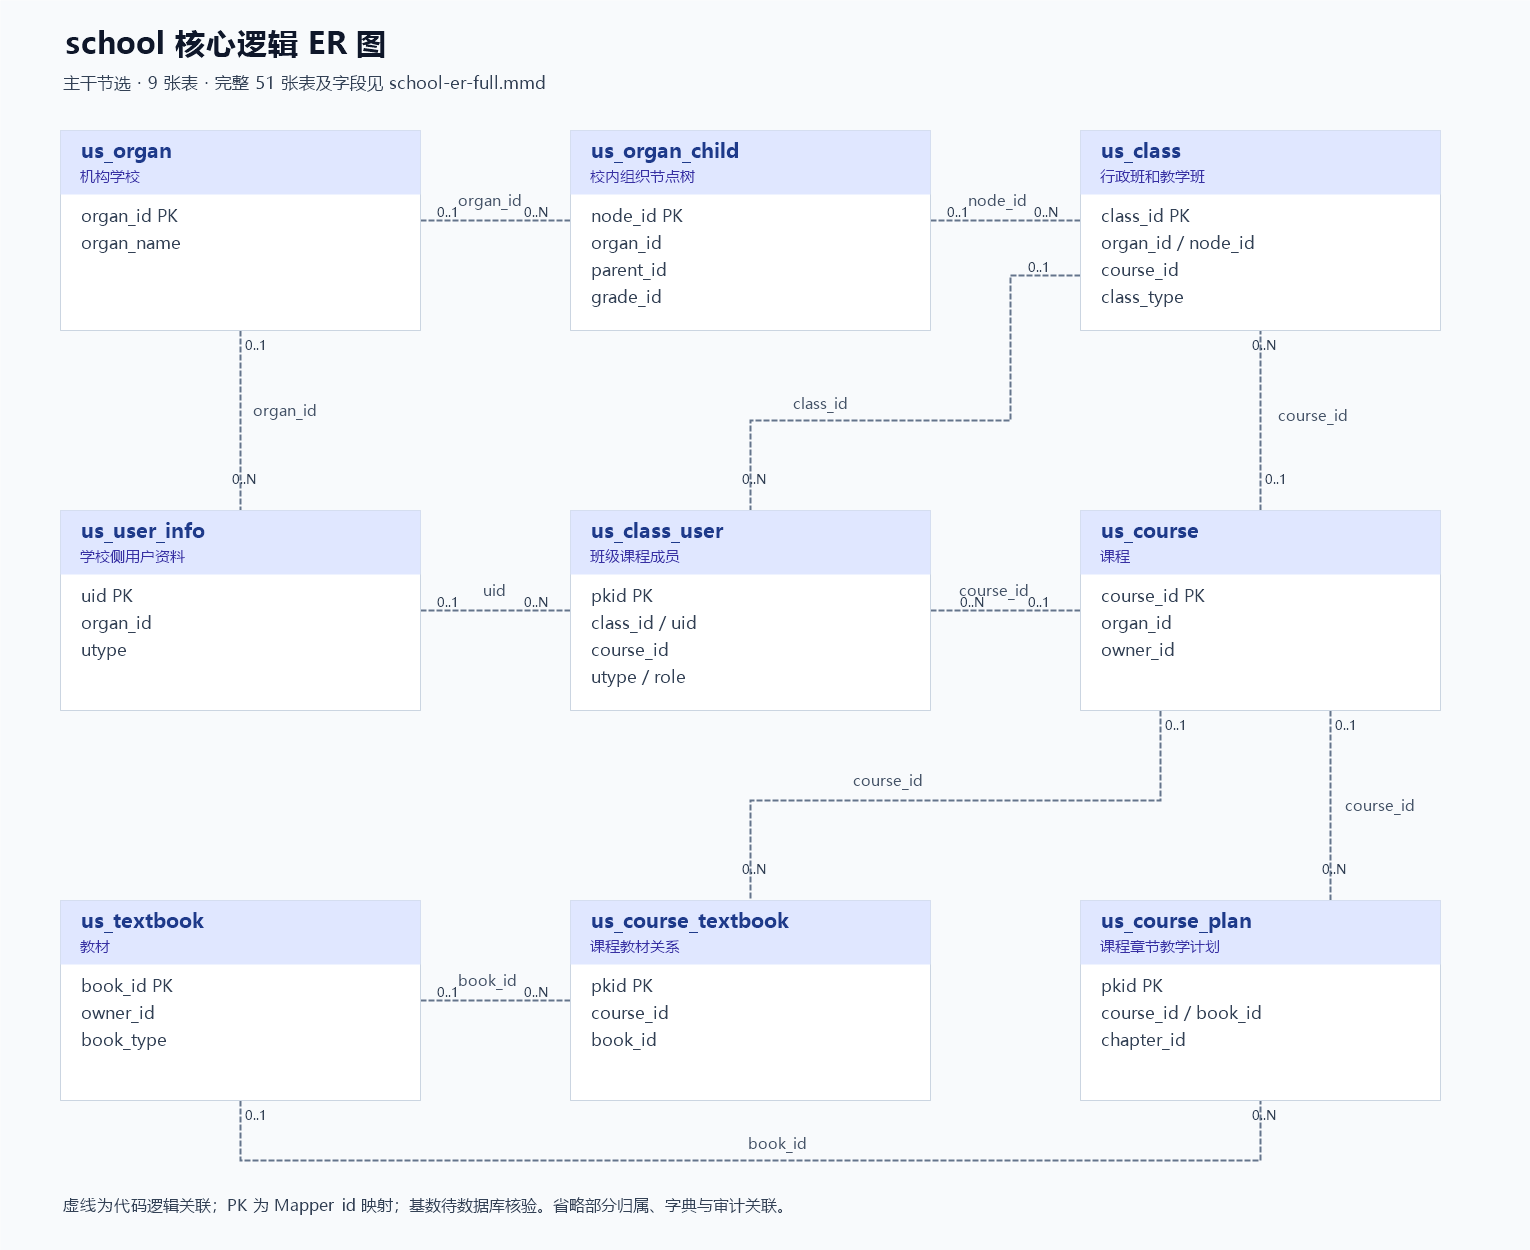 school 核心逻辑 ER 图
主干节选 · 9 张表 · 完整 51 张表及字段见 school-er-full.mmd
us_organ
机构学校
organ_id PK
organ_name
organ_id
0..1
0..N
us_organ_child
校内组织节点树
node_id PK
organ_id
parent_id
grade_id
node_id
0..1
0..N
us_class
行政班和教学班
class_id PK
organ_id / node_id
course_id
class_type
0..1
0..1
organ_id
0..N
class_id
0..N
0..N
course_id
0..1
us_user_info
学校侧用户资料
uid PK
organ_id
utype
uid
0..1
0..N
us_class_user
班级课程成员
pkid PK
class_id / uid
course_id
utype / role
course_id
0..N
0..1
us_course
课程
course_id PK
organ_id
owner_id
0..1
0..1
course_id
course_id
0..N
0..N
us_textbook
教材
book_id PK
owner_id
book_type
book_id
0..1
0..N
us_course_textbook
课程教材关系
pkid PK
course_id
book_id
us_course_plan
课程章节教学计划
pkid PK
course_id / book_id
chapter_id
0..1
0..N
book_id
虚线为代码逻辑关联；PK 为 Mapper id 映射；基数待数据库核验。省略部分归属、字典与审计关联。